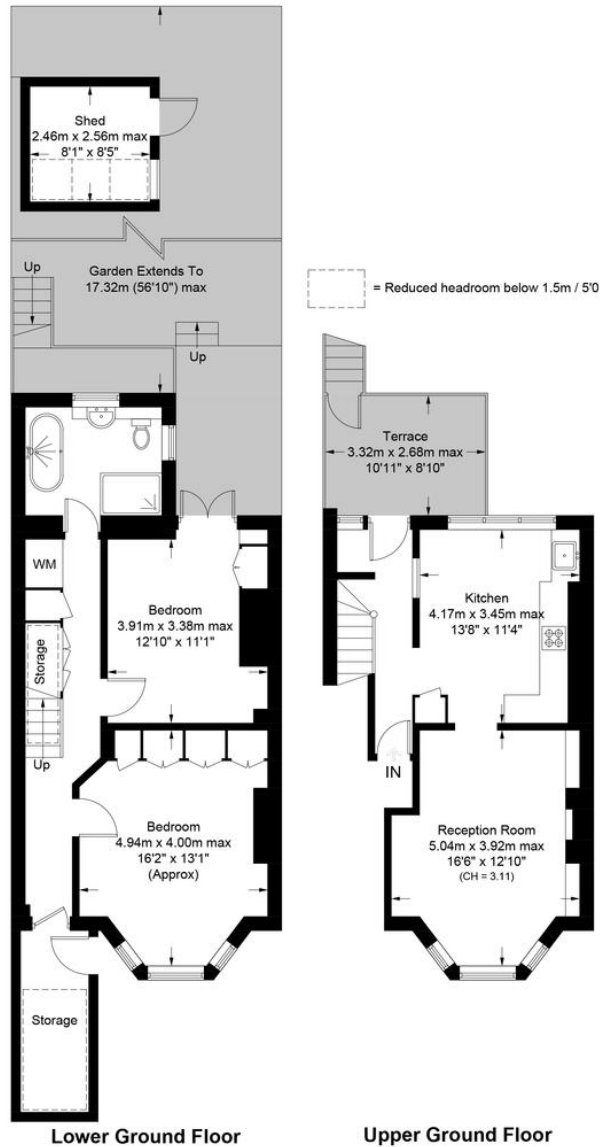 Shed
2.46m x 2.56m max
8'1" x 8'5"
Up
Garden Extends To
17.32m (56'10") max
Up
= Reduced headroom below 1.5m / 5'0
Terrace
3.32m x 2.68m max
10'11" x 8'10"
WM
Storage
Up
Bedroom
3.91m x 3.38m max
12'10" x 11'1"
Kitchen
4.17m x 3.45m max
13'8" x 11'4"
IN
Bedroom
4.94m x 4.00m max
16'2" x 13'1"
(Approx)
Reception Room
5.04m x 3.92m max
16'6" x 12'10"
(CH = 3.11)
Storage
Lower Ground Floor
Upper Ground Floor